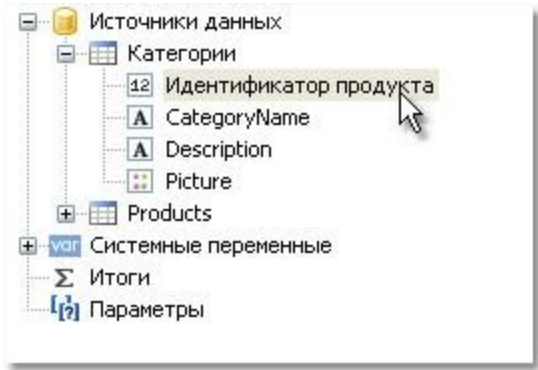 Источники данных
Категории
12 Идентификатор продукта
A CategoryName
A Description
Picture
Products
var Системные переменные
Σ Итоги
[?] Параметры